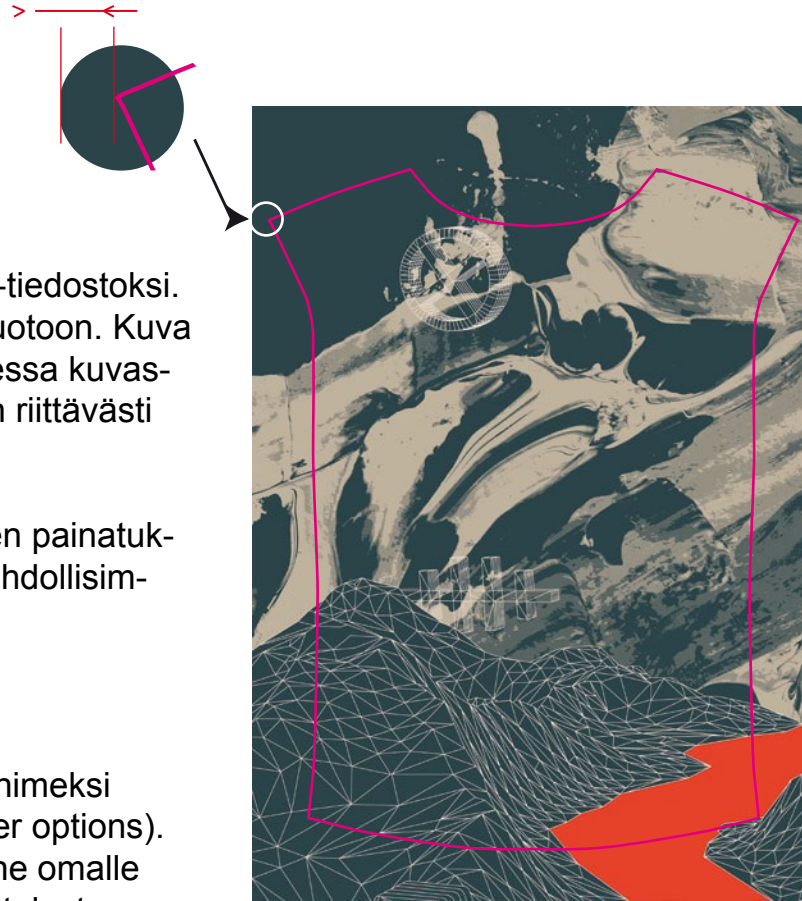 -tiedostoksi.
uotoon. Kuva
essa kuvas-
n riittävästi
en painatuk-
hdollisim-
nimeksi
er options).
ne omalle